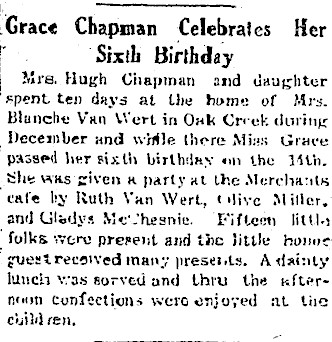 Grace Chapman Celebrates Her
Sixth Birthday
Mrs. Hugh Chapman and daughter
spent ten days at the home of Mrs.
Blanche Van Wert in Oak Creek during
December and while there Miss Grace
passed her sixth birthday on the 14th.
She was given a party at the Merchants
cafe by Ruth Van Wert, Olive Miller,
and Gladys McChesnie. Fifteen little
folks were present and the little honor
guest received many presents. A dainty
lunch was served and thru the after-
noon confections were enjoyed at the
children.